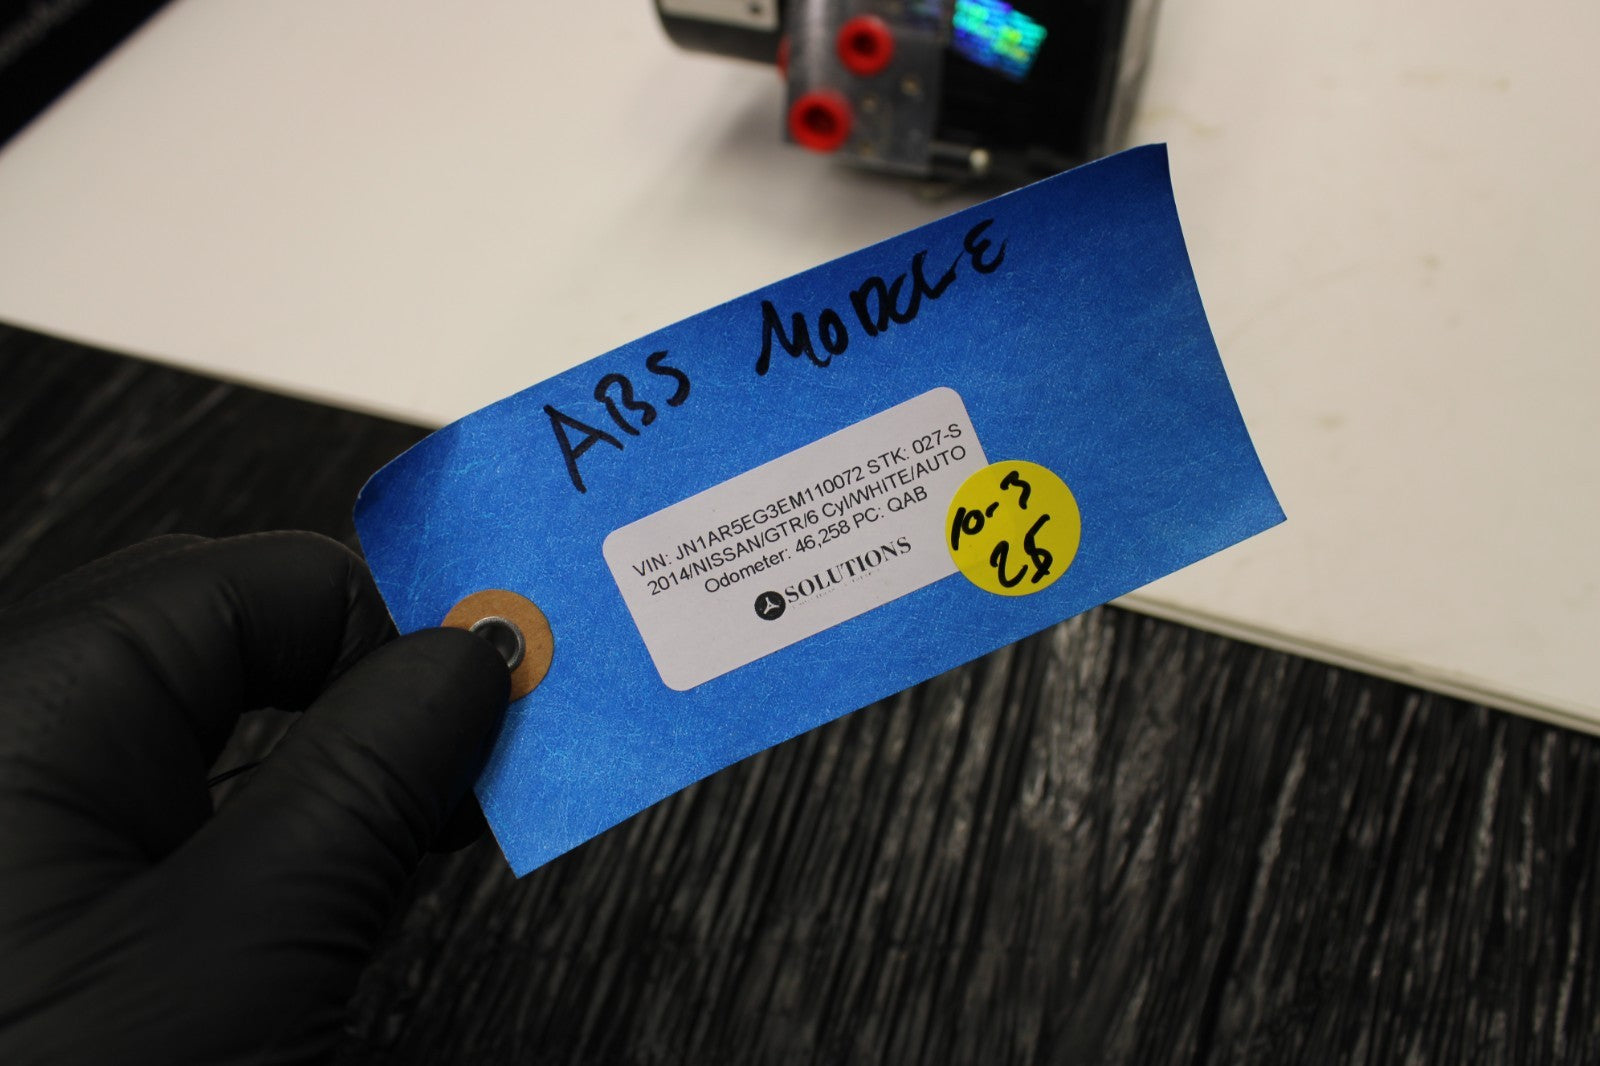 ABS MODULE
VIN: JN1AR5EG3EM110072 STK: 027-S
2014/NISSAN/GTR/6 Cyl/WHITE/AUTO
Odometer: 46,258 PC: QAB
SOLUTIONS
10-3
25